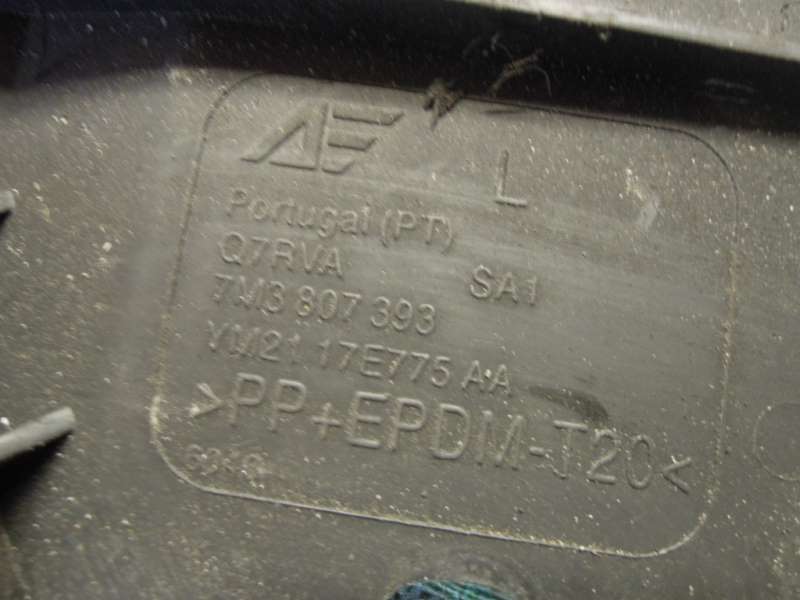 AE L
Portugal (PT)
Q7RVA SA1
7M3 807 393
YM21 17E775 AA
>PP+EPDM-T20<